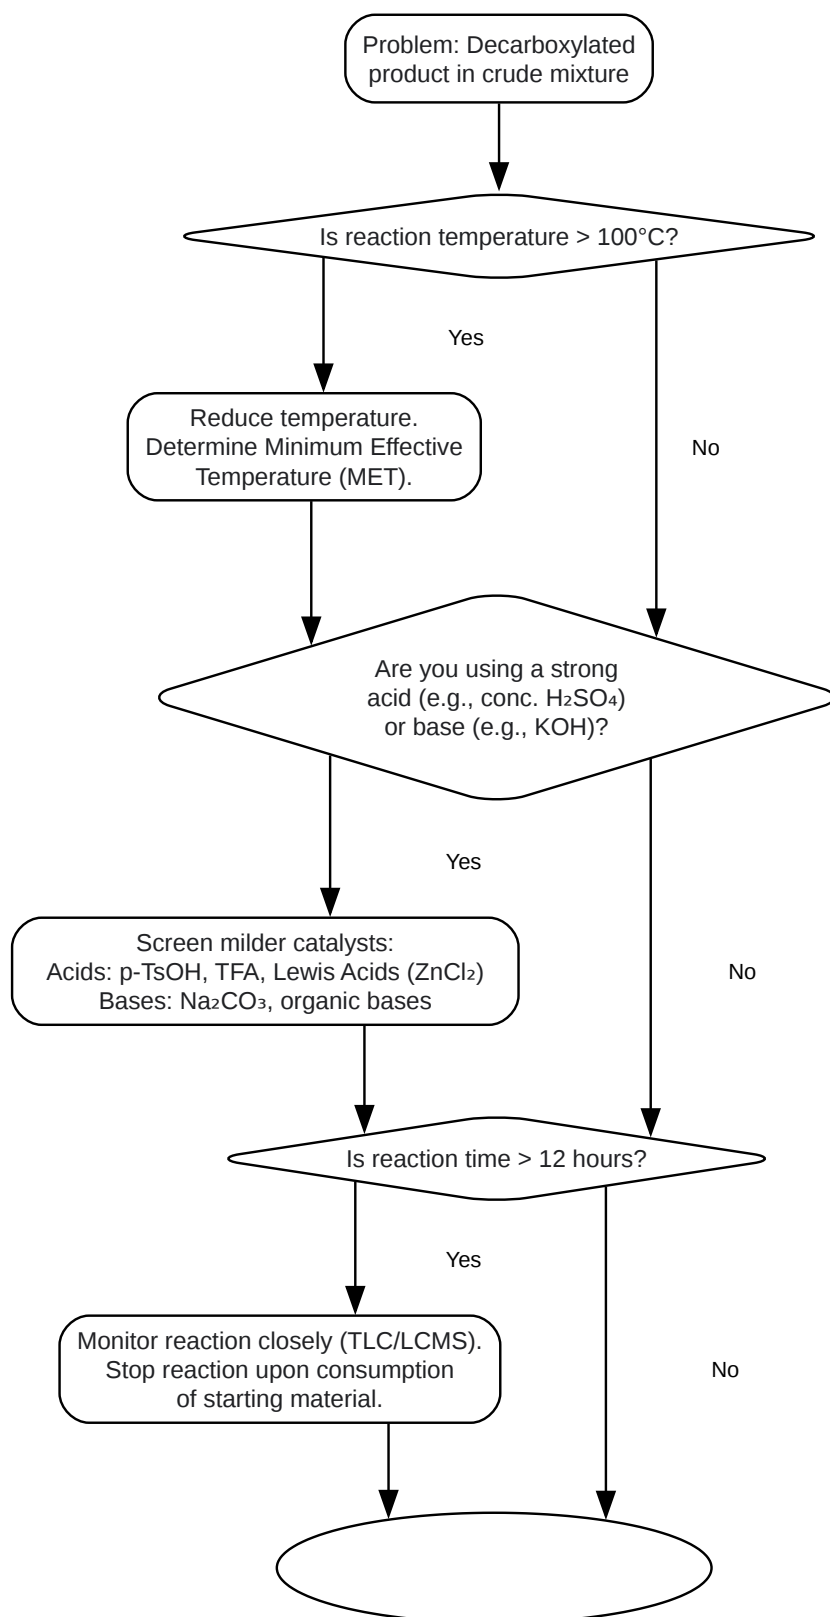 Problem: Decarboxylated
product in crude mixture
Is reaction temperature > 100°C?
Yes
Reduce temperature.
Determine Minimum Effective
Temperature (MET).
No
Are you using a strong
acid (e.g., conc. H₂SO₄)
or base (e.g., KOH)?
Yes
Screen milder catalysts:
Acids: p-TsOH, TFA, Lewis Acids (ZnCl₂)
Bases: Na₂CO₃, organic bases
No
Is reaction time > 12 hours?
Yes
Monitor reaction closely (TLC/LCMS).
Stop reaction upon consumption
of starting material.
No